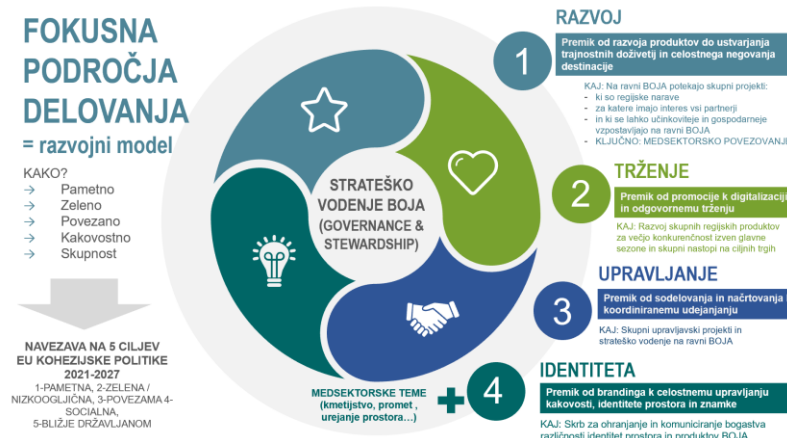 FOKUSNA
PODROČJA
DELOVANJA
= razvojni model
KAKO?
→ Pametno
→ Zeleno
→ Povezano
→ Kakovostno
→ Skupnost
NAVEZAVA NA 5 CILJEV
EU KOHEZIJSKE POLITIKE
2021-2027
1-PAMETNA, 2-ZELENA /
NIZKOOGLJIČNA, 3-POVEZAMA 4-
SOCIALNA,
5-BLIŽJE DRŽAVLJANOM
STRATEŠKO
VODENJE BOJA
(GOVERNANCE &
STEWARDSHIP)
MEDSEKTORSKE TEME
(kmetijstvo, promet ,
urejanje prostora...)
1
RAZVOJ
Premik od razvoja produktov do ustvarjanja
trajnostnih doživetij in celostnega negovanja
destinacije
KAJ: Na ravni BOJA potekajo skupni projekti:
- ki so regijske narave
- za katere imajo interes vsi partnerji
- in ki se lahko učinkoviteje in gospodarneje
vzpostavljajo na ravni BOJA
- KLJUČNO: MEDSEKTORSKO POVEZOVANJE
2
TRŽENJE
Premik od promocije k digitalizaciji
in odgovornemu trženju
KAJ: Razvoj skupnih regijskih produktov
za večjo konkurenčnost izven glavne
sezone in skupni nastopi na ciljnih trgih
3
UPRAVLJANJE
Premik od sodelovanja in načrtovanja
koordiniranemu udejanjanju
KAJ: Skupni upravljavski projekti in
strateško vodenje na ravni BOJA
+ 4
IDENTITETA
Premik od brandinga k celostnemu upravljanju
kakovosti, identitete prostora in znamke
KAJ: Skrb za ohranjanje in komuniciranje bogastva
različnosti identitet prostora in produktov BOJA